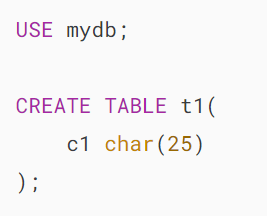 USE mydb;
CREATE TABLE t1(
    c1 char(25)
);